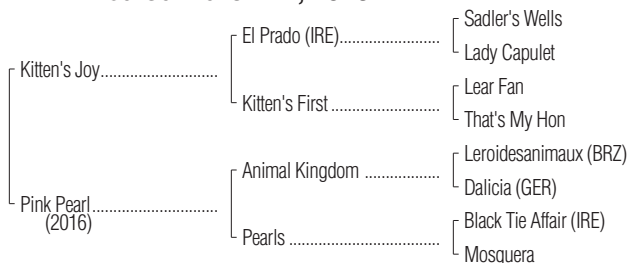 Sadler's Wells
El Prado (IRE)
Lady Capulet
Kitten's Joy
Lear Fan
Kitten's First
That's My Hon
Leroidesanimaux (BRZ)
Animal Kingdom
Dalicia (GER)
Pink Pearl
(2016)
Black Tie Affair (IRE)
Pearls
Mosquera